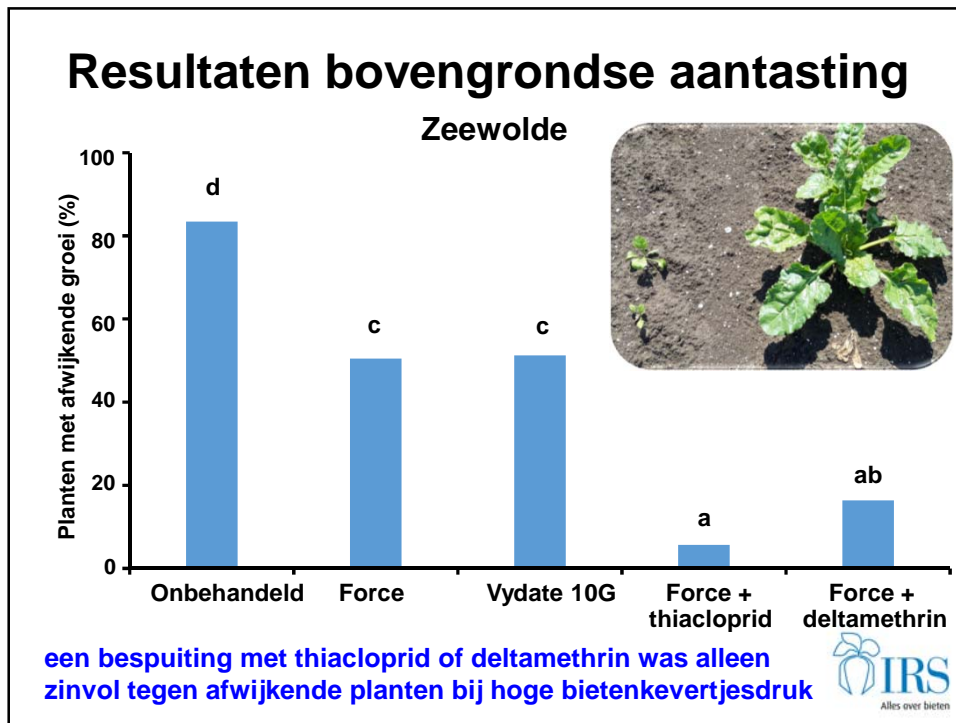 Resultaten bovengrondse aantasting
Zeewolde
Planten met afwijkende groei (%)
100
80
60
40
20
0
d
c
c
a
ab
Onbehandeld
Force
Vydate 10G
Force +
thiacloprid
Force +
deltamethrin
een bespuiting met thiacloprid of deltamethrin was alleen
zinvol tegen afwijkende planten bij hoge bietenkevertjesdruk
IRS
Alles over bieten